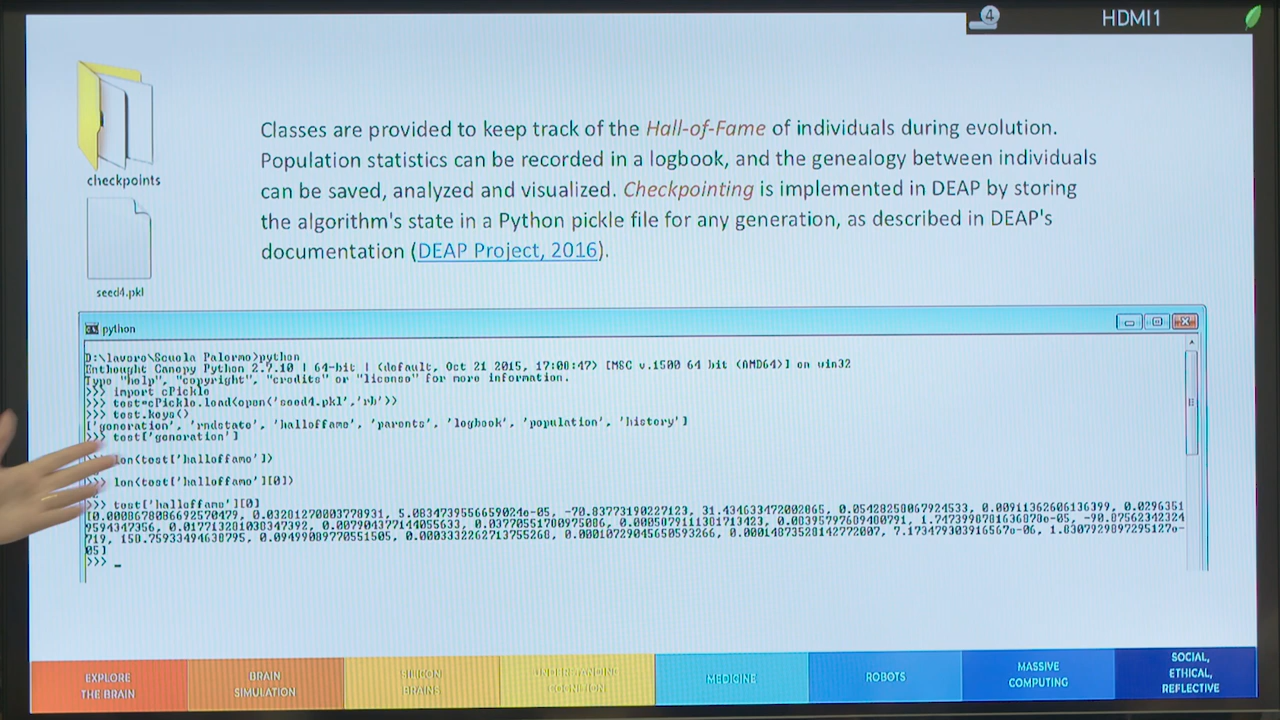 4
HDMI1
checkpoints
seed4.pkl
Classes are provided to keep track of the Hall-of-Fame of individuals during evolution.
Population statistics can be recorded in a logbook, and the genealogy between individuals
can be saved, analyzed and visualized. Checkpointing is implemented in DEAP by storing
the algorithm's state in a Python pickle file for any generation, as described in DEAP's
documentation (DEAP Project, 2016).
python
D:\lavoro\Scuola Palermo>python
Enthought Canopy Python 2.7.10 | 64-bit | (default, Oct 21 2015, 17:08:47) [MSC v.1500 64 bit (AMD64)] on win32
Type "help", "copyright", "credits" or "license" for more information.
>>> import cPickle
>>> test=cPickle.load(open('seed4.pkl','rb'))
>>> test.keys()
['generation', 'rndstate', 'halloffame', 'parents', 'logbook', 'population', 'history']
>>> test['generation']
>>> len(test['halloffame'])
>>> len(test['halloffame'][0])
>>> test['halloffame'][0]
>>> _
EXPLORE
THE BRAIN
BRAIN
SIMULATION
SILICON
BRAINS
UNDERSTANDING
COGNITION
MEDICINE
ROBOTS
MASSIVE
COMPUTING
SOCIAL,
ETHICAL,
REFLECTIVE